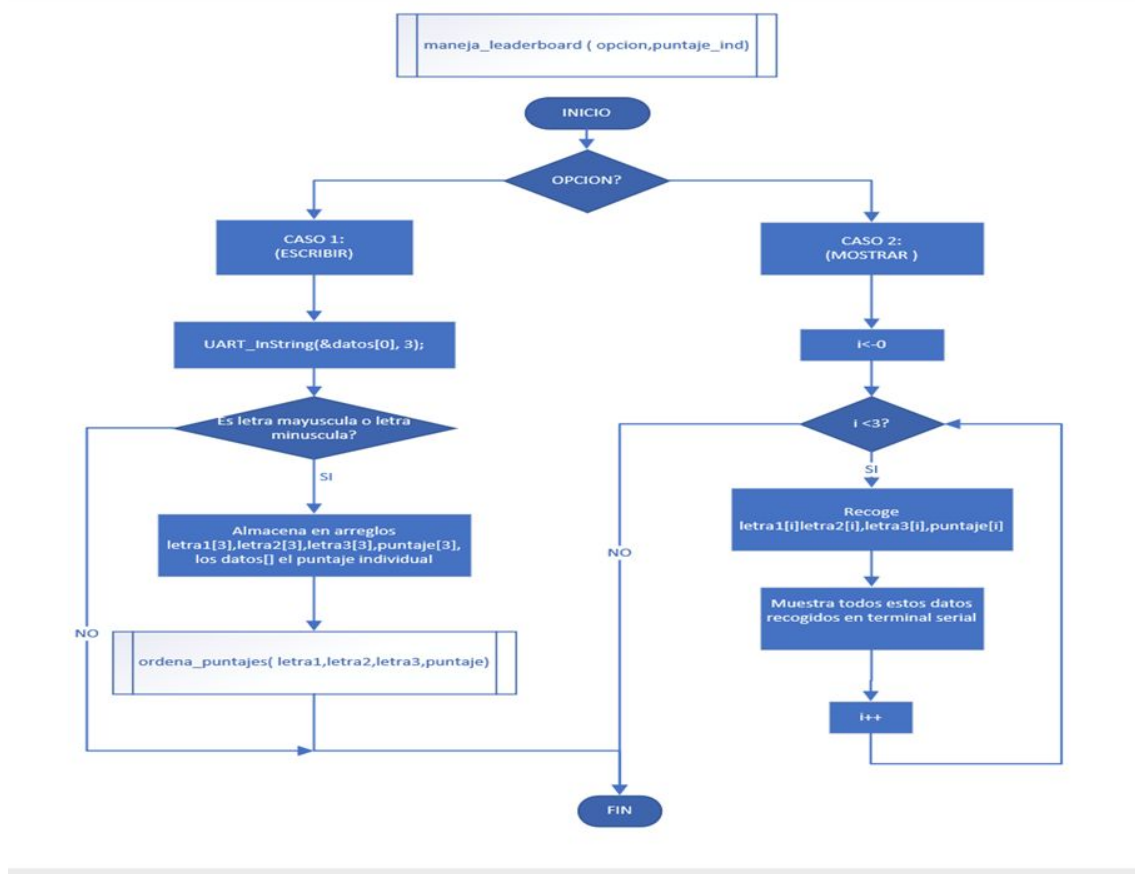 maneja_leaderboard ( opcion,puntaje_ind)
INICIO
OPCION?
CASO 1:
(ESCRIBIR)
UART_InString(&datos[0], 3);
Es letra mayuscula o letra
minuscula?
SI
Almacena en arreglos
letra1[3],letra2[3],letra3[3],puntaje[3],
los datos[] el puntaje individual
NO
ordena_puntajes( letra1,letra2,letra3,puntaje)
CASO 2:
(MOSTRAR )
i<-0
i <3?
SI
Recoge
letra1[i]letra2[i],letra3[i],puntaje[i]
NO
Muestra todos estos datos
recogidos en terminal serial
i++
FIN